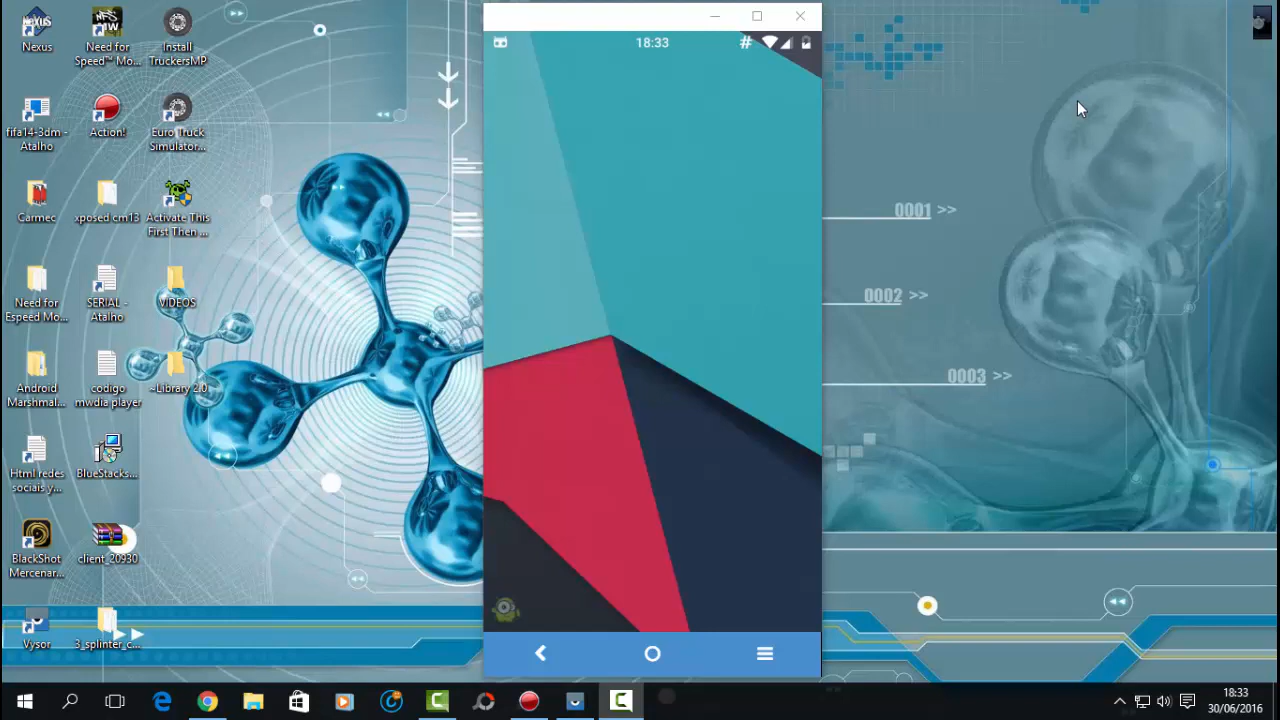 Nexus
Need for
Speed™ Mo...
Install
TruckersMP
fifa14-3dm -
Atalho
Action!
Euro Truck
Simulator...
Carmec
xposed cm13
Activate This
First Then ...
Need for
Espeed Mo...
SERIAL -
Atalho
VIDEOS
Android
Marshmal...
codigo
mwdia player
~Library 2.0
Html redes
sociais y...
BlueStacks...
BlackShot
Mercenar...
client_20930
Vysor
3_splinter_c...
18:33
0001 >>
0002 >>
0003 >>
18:33
30/06/2016